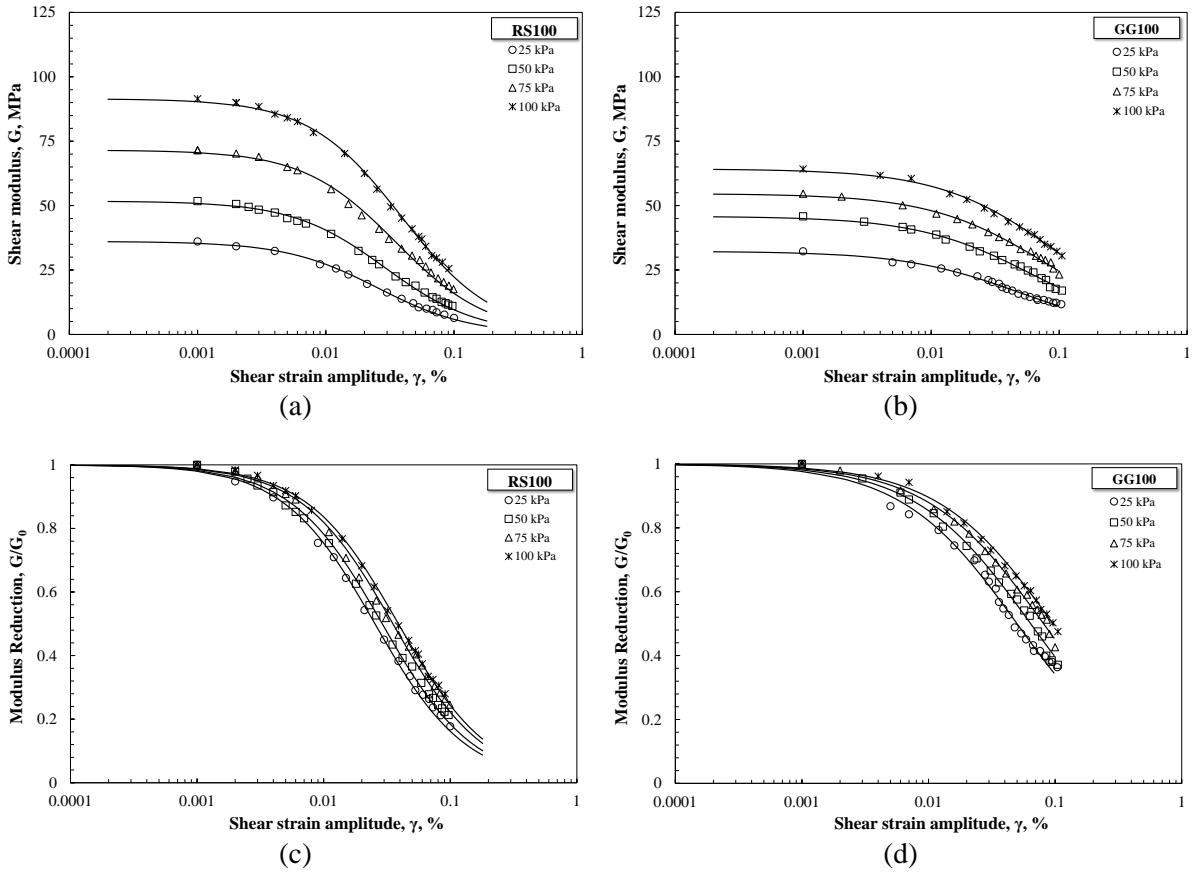 125
100
75
50
25
0
Shear modulus, G, MPa
RS100
25 kPa
50 kPa
75 kPa
100 kPa
0.0001 0.001 0.01 0.1 1
Shear strain amplitude, γ, %
(a)
125
100
75
50
25
0
Shear modulus, G, MPa
GG100
25 kPa
50 kPa
75 kPa
100 kPa
0.0001 0.001 0.01 0.1 1
Shear strain amplitude, γ, %
(b)
1
0.8
0.6
0.4
0.2
0
Modulus Reduction, G/G₀
RS100
25 kPa
50 kPa
75 kPa
100 kPa
0.0001 0.001 0.01 0.1 1
Shear strain amplitude, γ, %
(c)
1
0.8
0.6
0.4
0.2
0
Modulus Reduction, G/G₀
GG100
25 kPa
50 kPa
75 kPa
100 kPa
0.0001 0.001 0.01 0.1 1
Shear strain amplitude, γ, %
(d)